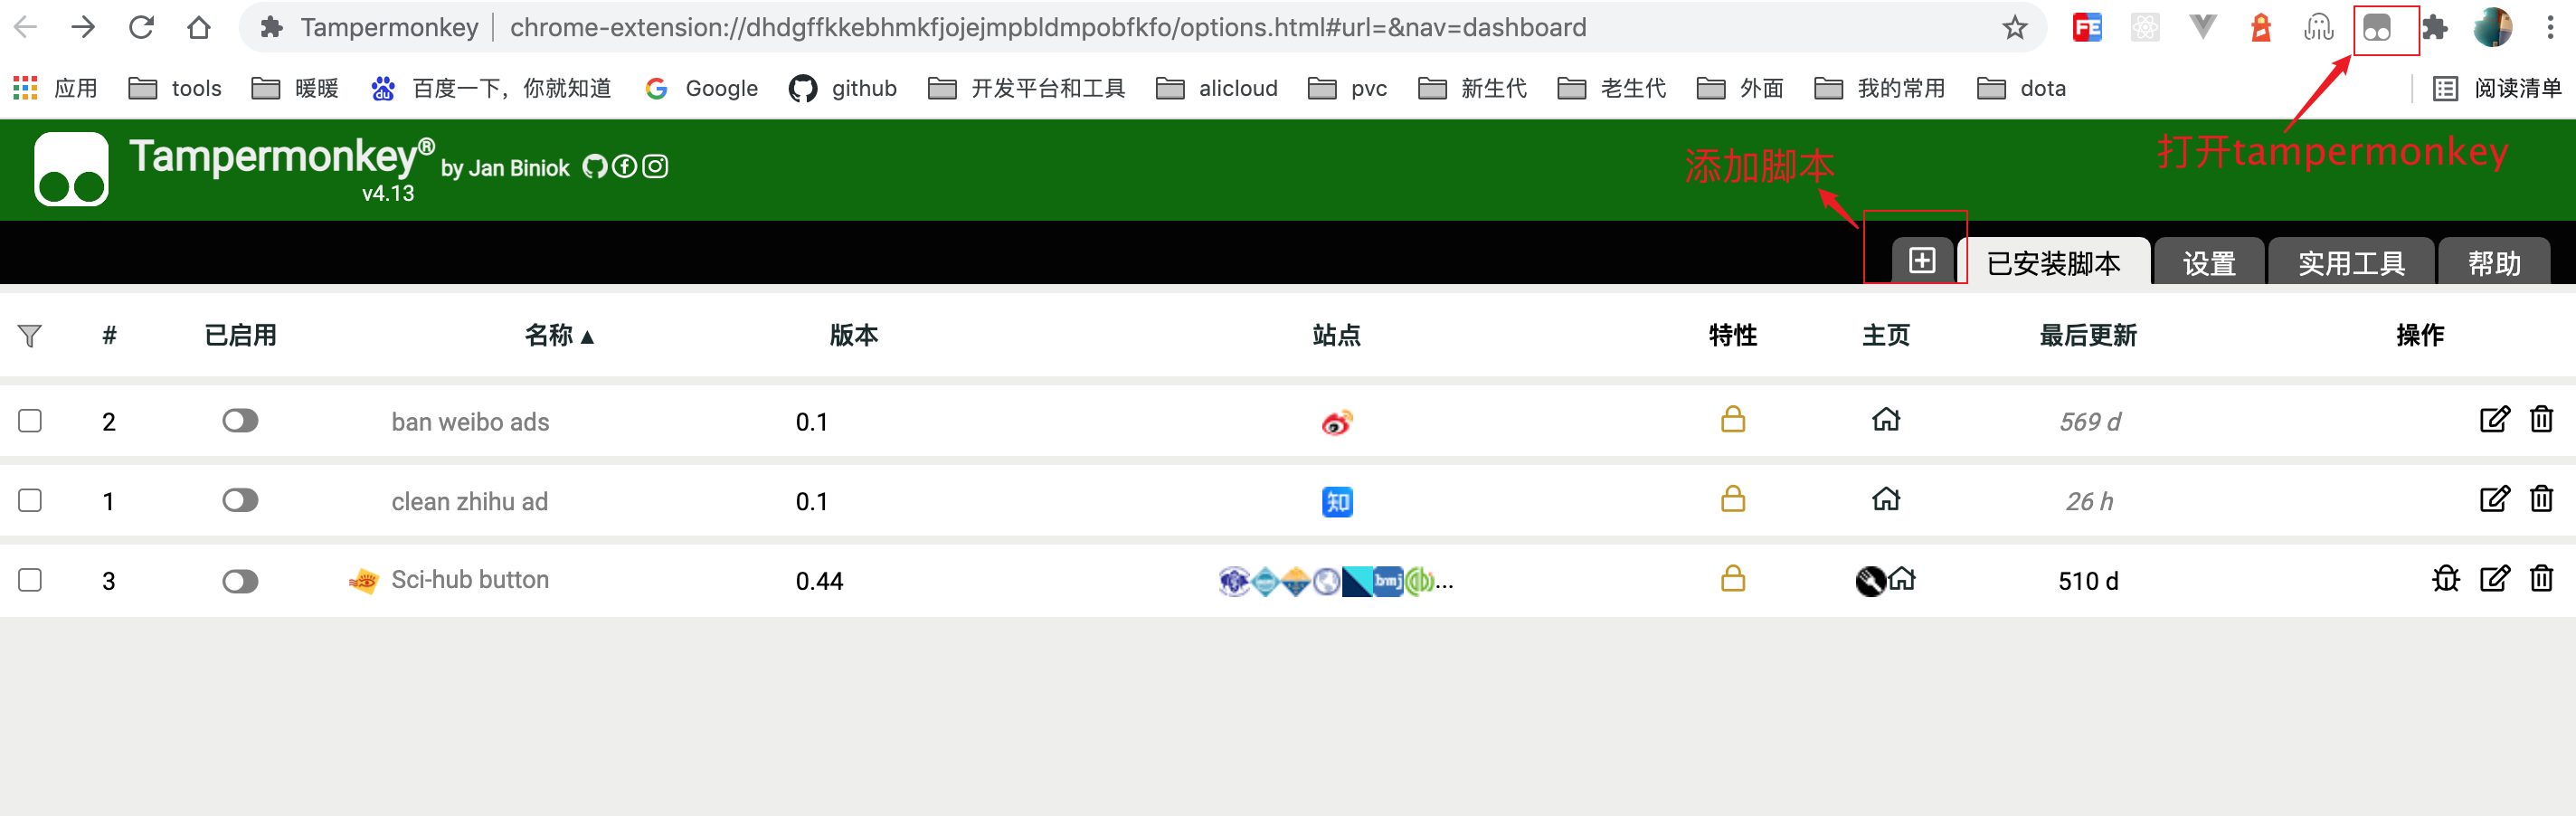 Tampermonkey | chrome-extension://dhdgffkkebhmkfjojejmpbldmpobfkfo/options.html#url=&nav=dashboard
FE
应用 tools 暖暖 du 百度一下，你就知道 Google github 开发平台和工具 alicloud pvc 新生代 老生代 外面 我的常用 dota 阅读清单
Tampermonkey® by Jan Biniok
v4.13
添加脚本
打开tampermonkey
已安装脚本 设置 实用工具 帮助
# 已启用 名称▲ 版本 站点 特性 主页 最后更新 操作
2 ban weibo ads 0.1 569 d
1 clean zhihu ad 0.1 知 26 h
3 Sci-hub button 0.44 bmj ... 510 d